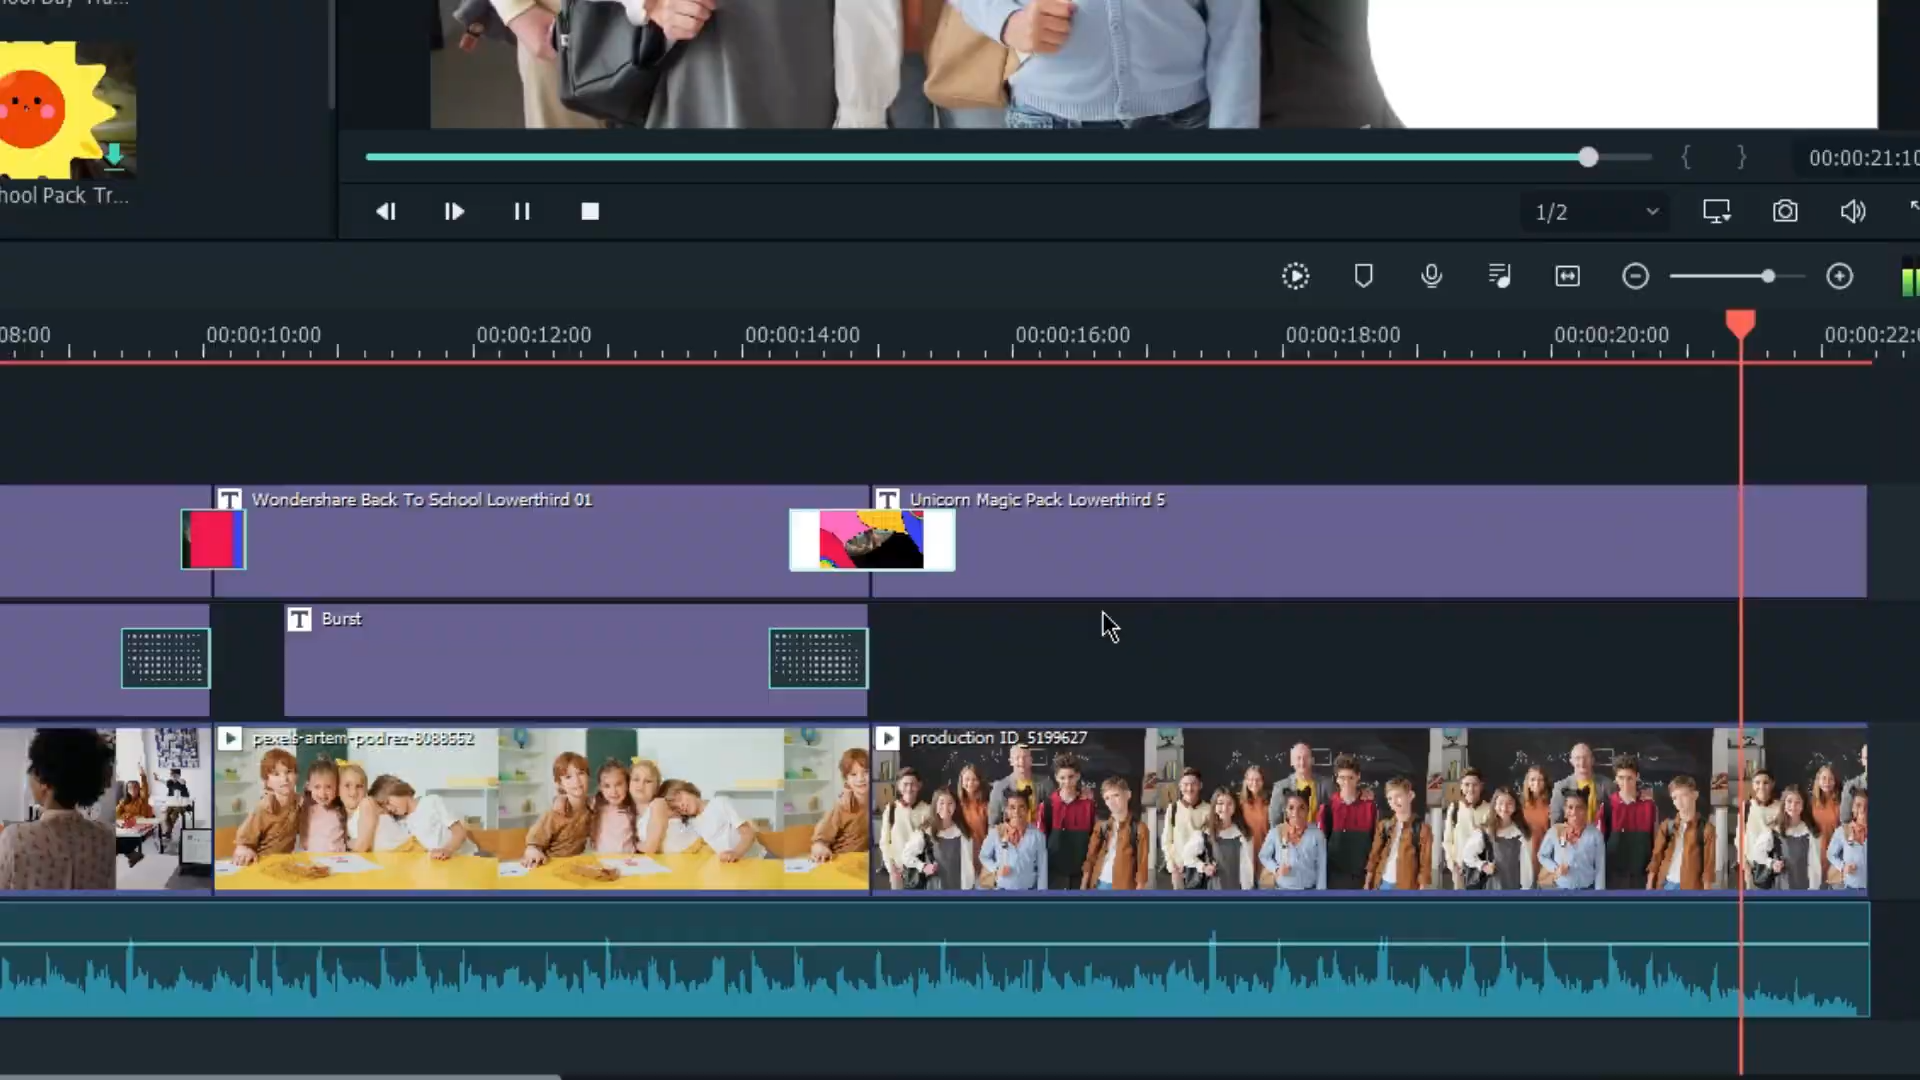 hool Pack Tr...
00:00:21:10
1/2
08:00
00:00:10:00
00:00:12:00
00:00:14:00
00:00:16:00
00:00:18:00
00:00:20:00
00:00:22:0
T Wondershare Back To School Lowerthird 01
T Unicorn Magic Pack Lowerthird 5
T Burst
pexels-artem-podrez-8088552
production ID_5199627